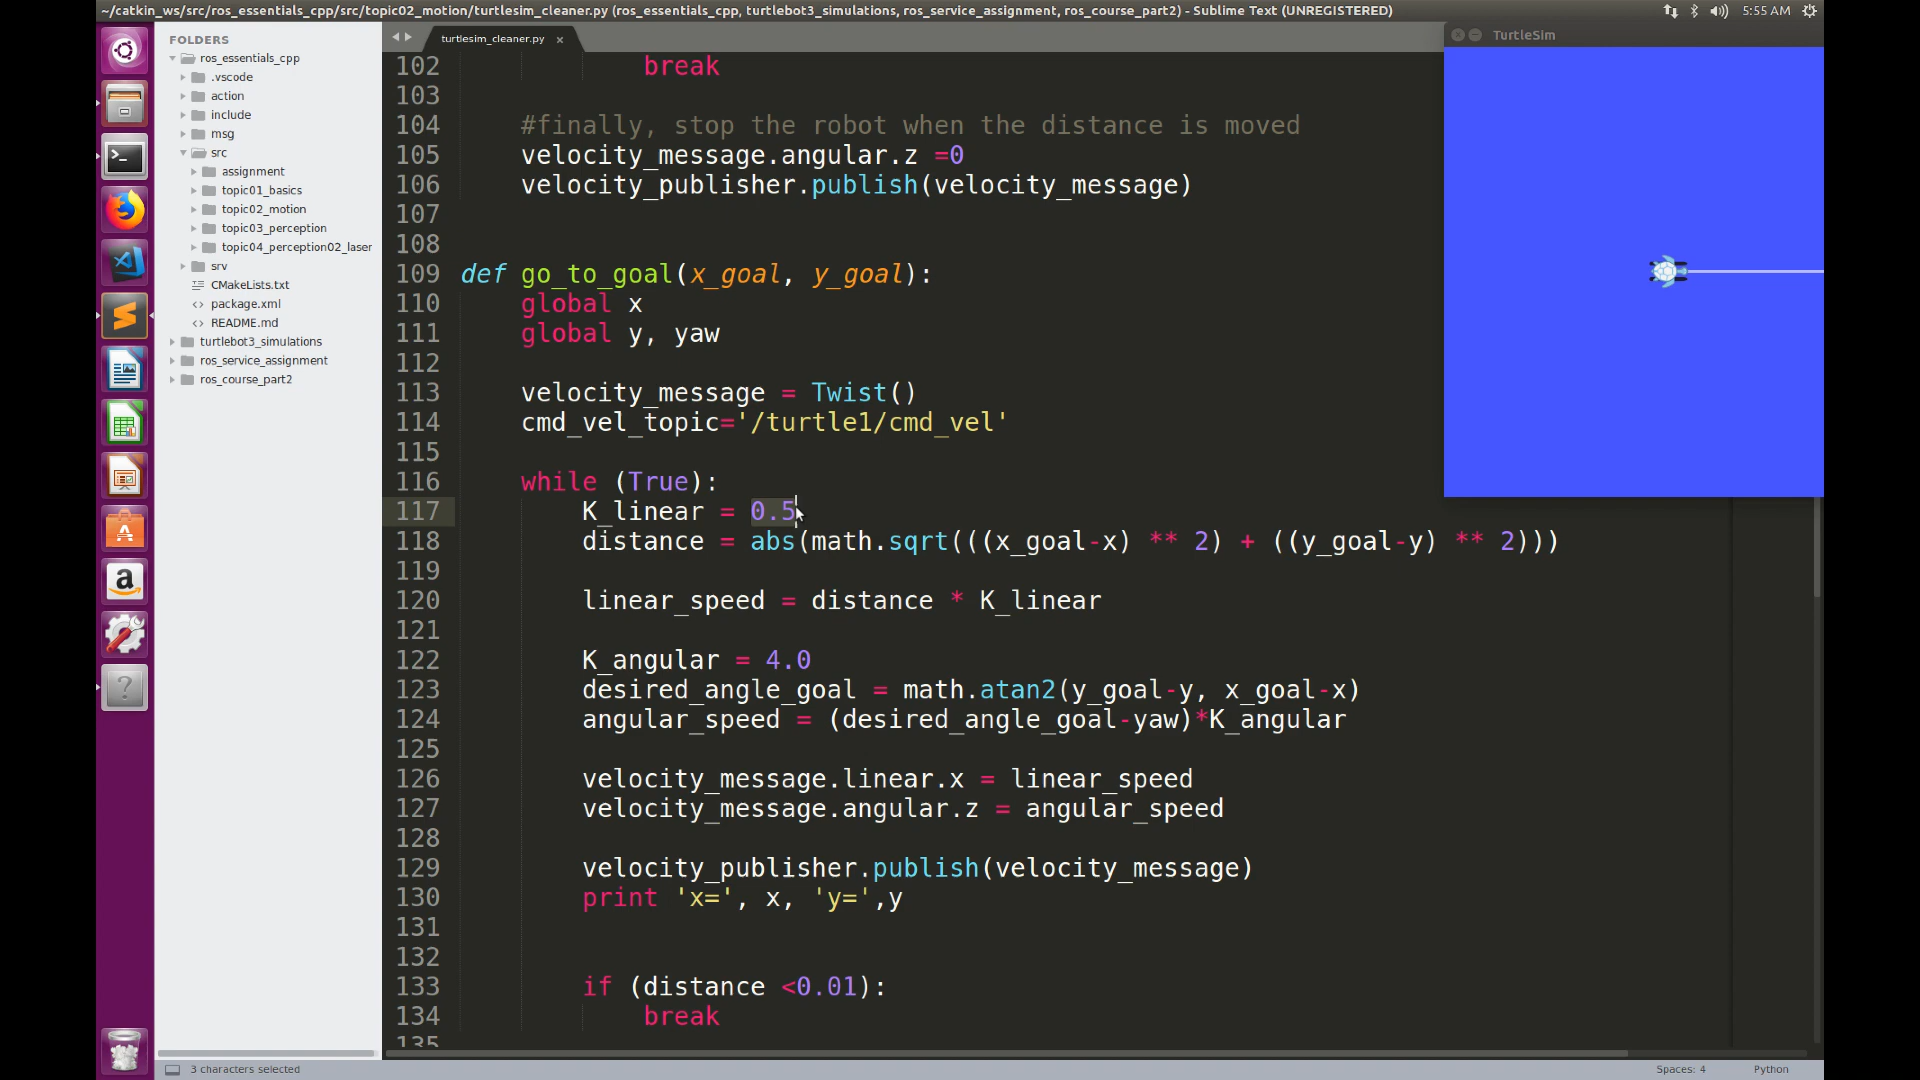 ~/catkin_ws/src/ros_essentials_cpp/src/topic02_motion/turtlesim_cleaner.py (ros_essentials_cpp, turtlebot3_simulations, ros_service_assignment, ros_course_part2) - Sublime Text (UNREGISTERED)
5:55 AM
FOLDERS
ros_essentials_cpp
.vscode
action
include
msg
src
assignment
topic01_basics
topic02_motion
topic03_perception
topic04_perception02_laser
srv
CMakeLists.txt
package.xml
README.md
turtlebot3_simulations
ros_service_assignment
ros_course_part2
turtlesim_cleaner.py
TurtleSim
102 break
103
104 #finally, stop the robot when the distance is moved
105 velocity_message.angular.z =0
106 velocity_publisher.publish(velocity_message)
107
108
109 def go_to_goal(x_goal, y_goal):
110 global x
111 global y, yaw
112
113 velocity_message = Twist()
114 cmd_vel_topic='/turtle1/cmd_vel'
115
116 while (True):
117 K_linear = 0.5
118 distance = abs(math.sqrt(((x_goal-x) ** 2) + ((y_goal-y) ** 2)))
119
120 linear_speed = distance * K_linear
121
122 K_angular = 4.0
123 desired_angle_goal = math.atan2(y_goal-y, x_goal-x)
124 angular_speed = (desired_angle_goal-yaw)*K_angular
125
126 velocity_message.linear.x = linear_speed
127 velocity_message.angular.z = angular_speed
128
129 velocity_publisher.publish(velocity_message)
130 print 'x=', x, 'y=',y
131
132
133 if (distance <0.01):
134 break
135
3 characters selected
Spaces: 4
Python